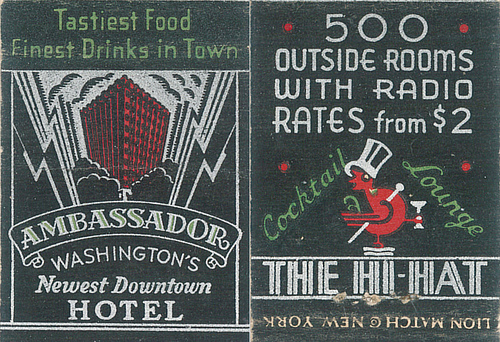 Tastiest Food
Finest Drinks in Town
AMBASSADOR
WASHINGTON'S
Newest Downtown
HOTEL
500
OUTSIDE ROOMS
WITH RADIO
RATES from $2
Cocktail Lounge
THE HI-HAT
LION MATCH © NEW YORK